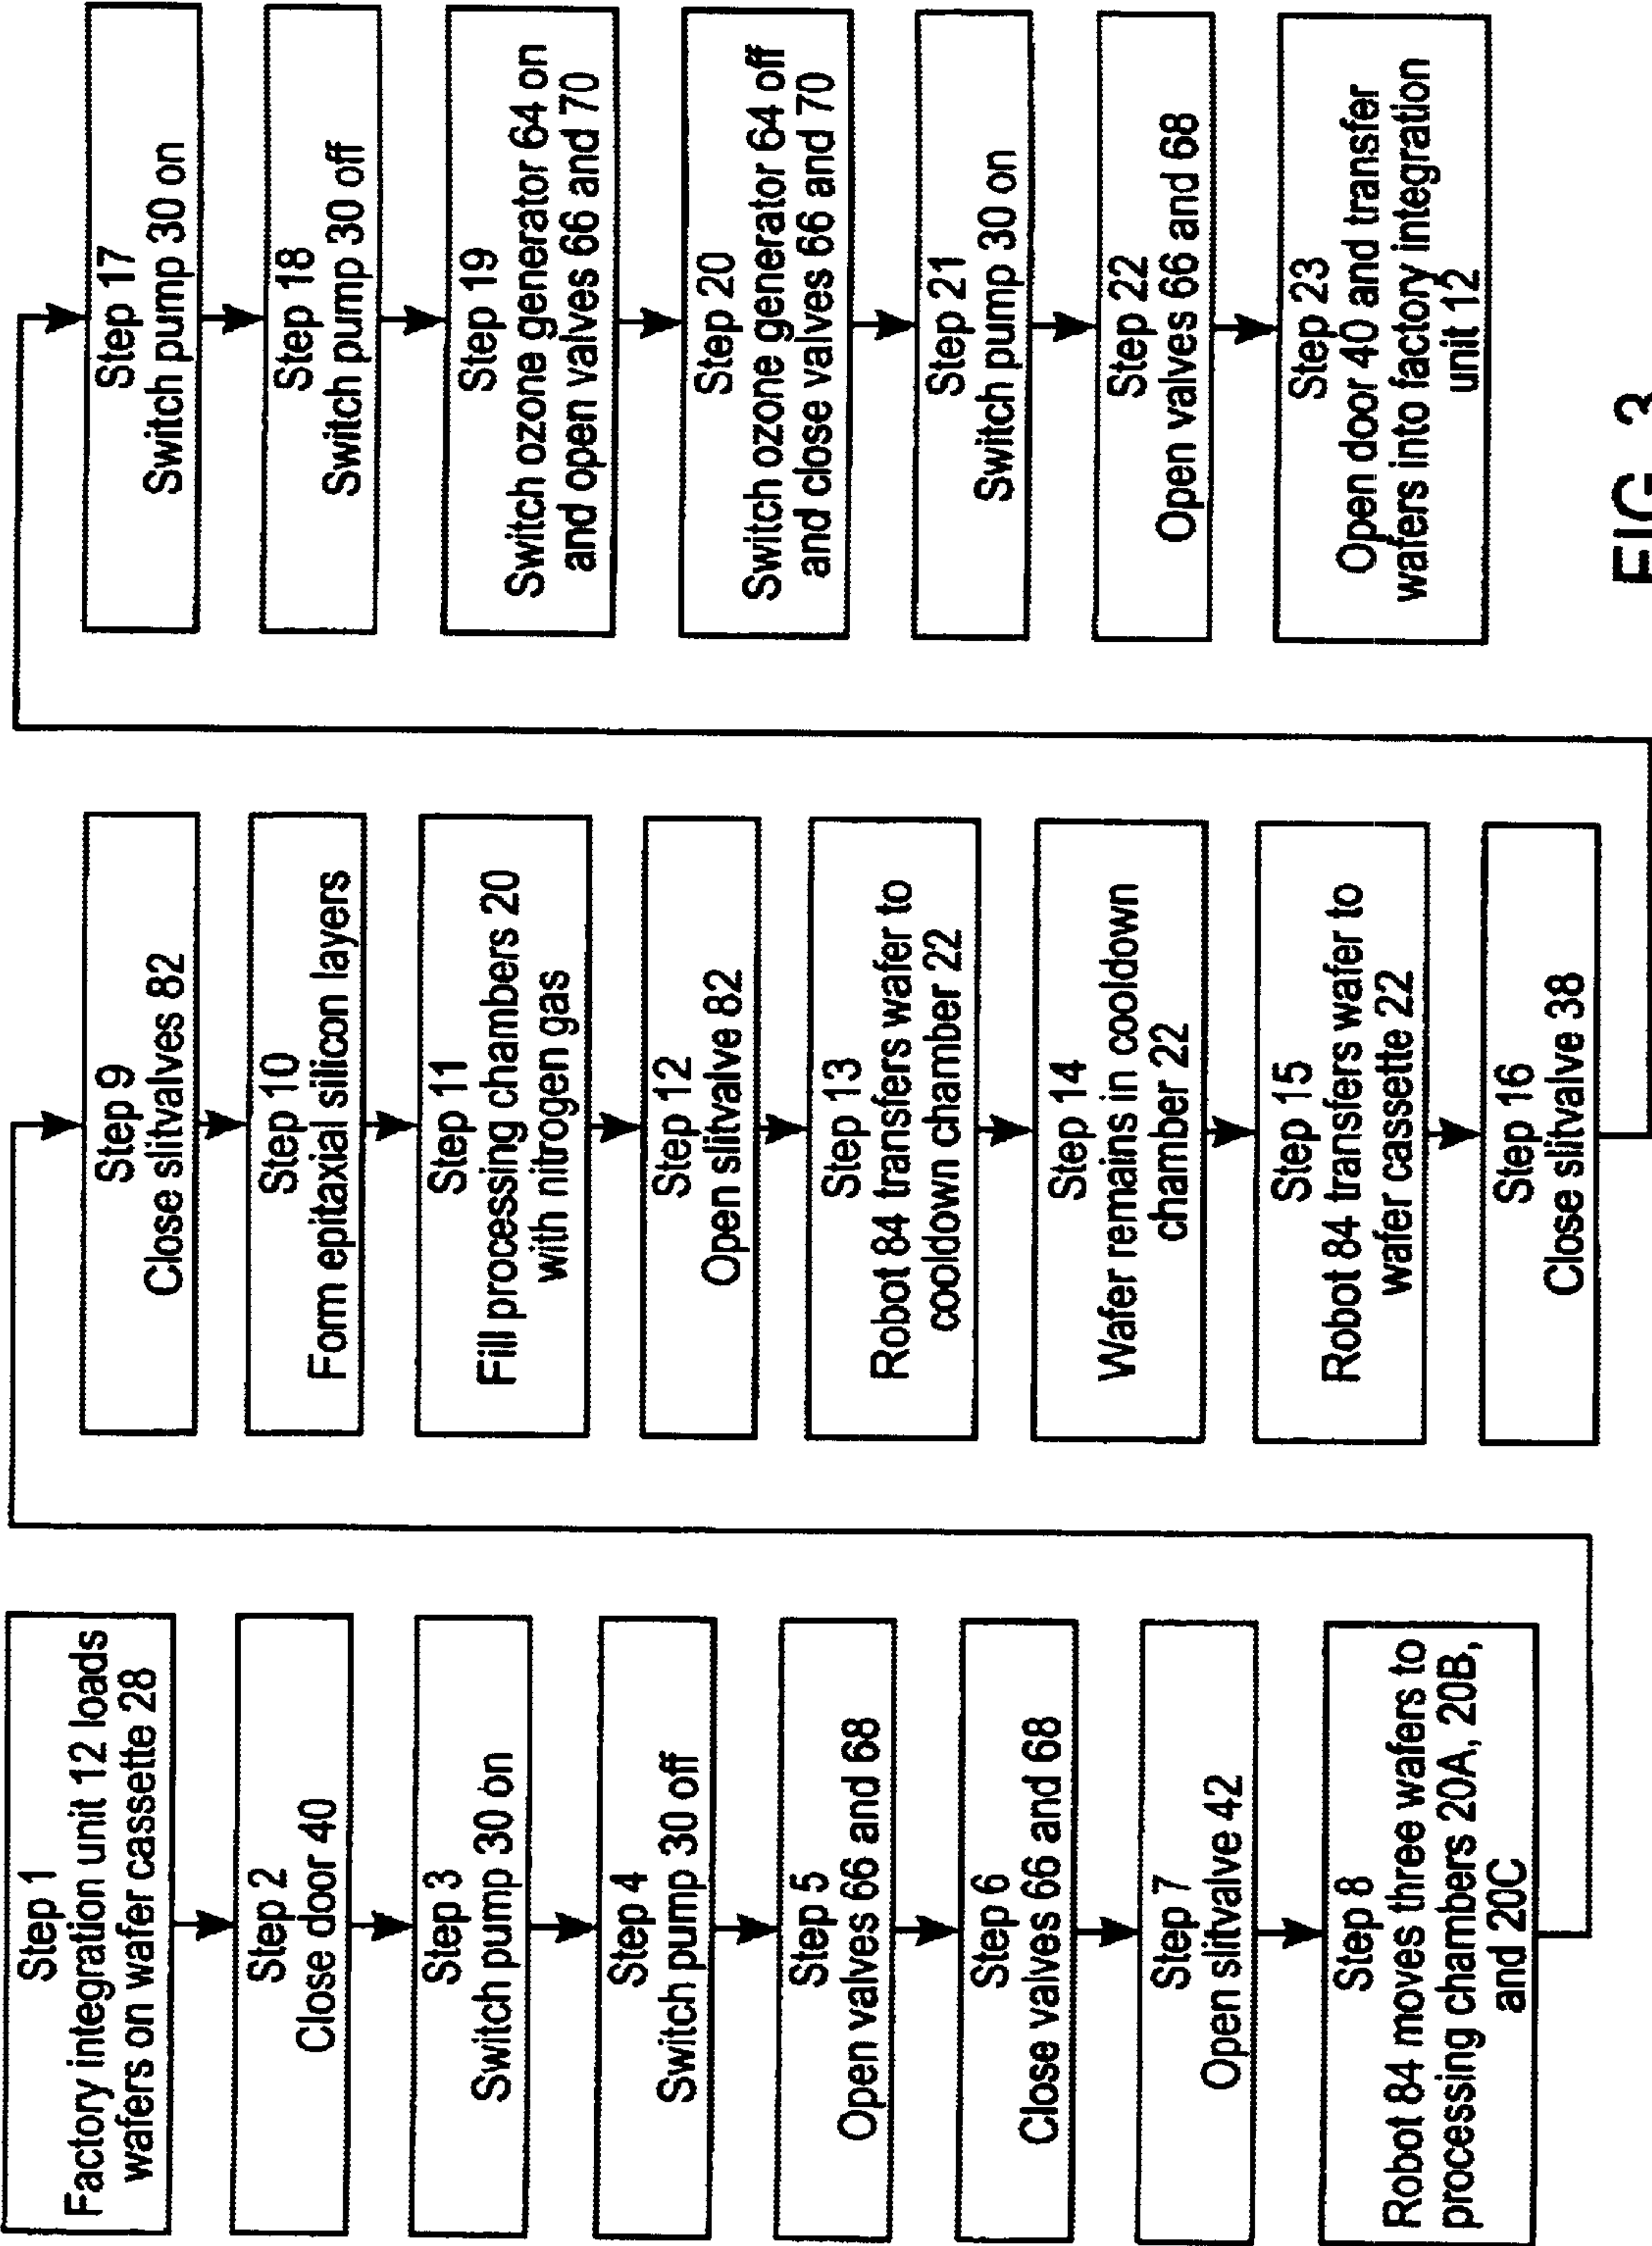 Step 1
Factory integration unit 12 loads
wafers on wafer cassette 28
Step 2
Close door 40
Step 3
Switch pump 30 on
Step 4
Switch pump 30 off
Step 5
Open valves 66 and 68
Step 6
Close valves 66 and 68
Step 7
Open slitvalve 42
Step 8
Robot 84 moves three wafers to
processing chambers 20A, 20B,
and 20C
Step 9
Close slitvalves 82
Step 10
Form epitaxial silicon layers
Step 11
Fill processing chambers 20
with nitrogen gas
Step 12
Open slitvalve 82
Step 13
Robot 84 transfers wafer to
cooldown chamber 22
Step 14
Wafer remains in cooldown
chamber 22
Step 15
Robot 84 transfers wafer to
wafer cassette 22
Step 16
Close slitvalve 38
Step 17
Switch pump 30 on
Step 18
Switch pump 30 off
Step 19
Switch ozone generator 64 on
and open valves 66 and 70
Step 20
Switch ozone generator 64 off
and close valves 66 and 70
Step 21
Switch pump 30 on
Step 22
Open valves 66 and 68
Step 23
Open door 40 and transfer
wafers into factory integration
unit 12
FIG. 3